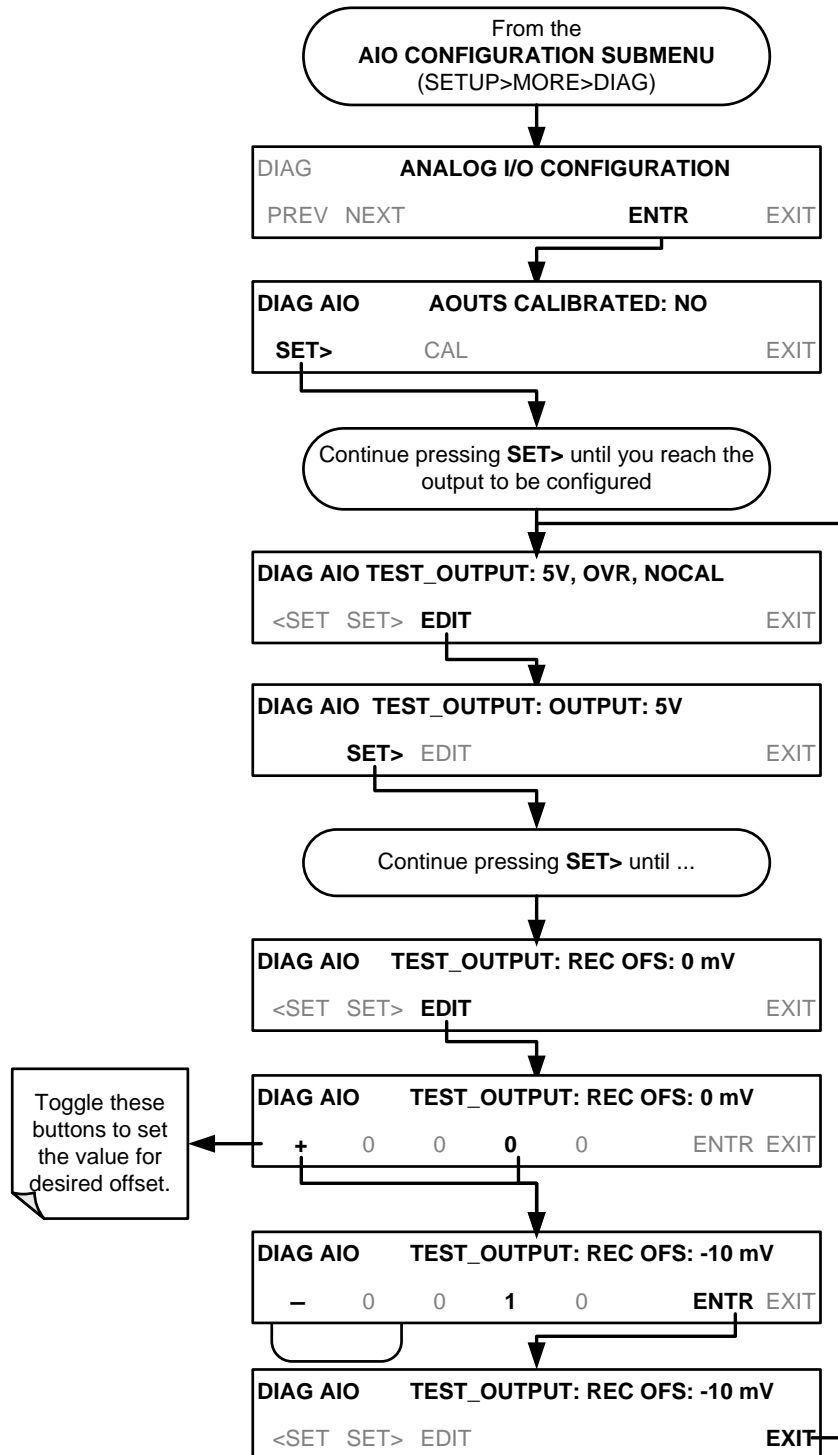 From the
AIO CONFIGURATION SUBMENU
(SETUP>MORE>DIAG)
DIAG ANALOG I/O CONFIGURATION
PREV NEXT ENTR EXIT
DIAG AIO AOUTS CALIBRATED: NO
SET> CAL EXIT
Continue pressing SET> until you reach the
output to be configured
DIAG AIO TEST_OUTPUT: 5V, OVR, NOCAL
<SET SET> EDIT EXIT
DIAG AIO TEST_OUTPUT: OUTPUT: 5V
SET> EDIT EXIT
Continue pressing SET> until ...
DIAG AIO TEST_OUTPUT: REC OFS: 0 mV
<SET SET> EDIT EXIT
Toggle these
buttons to set
the value for
desired offset.
DIAG AIO TEST_OUTPUT: REC OFS: 0 mV
+ 0 0 0 0 ENTR EXIT
DIAG AIO TEST_OUTPUT: REC OFS: -10 mV
– 0 0 1 0 ENTR EXIT
DIAG AIO TEST_OUTPUT: REC OFS: -10 mV
<SET SET> EDIT EXIT